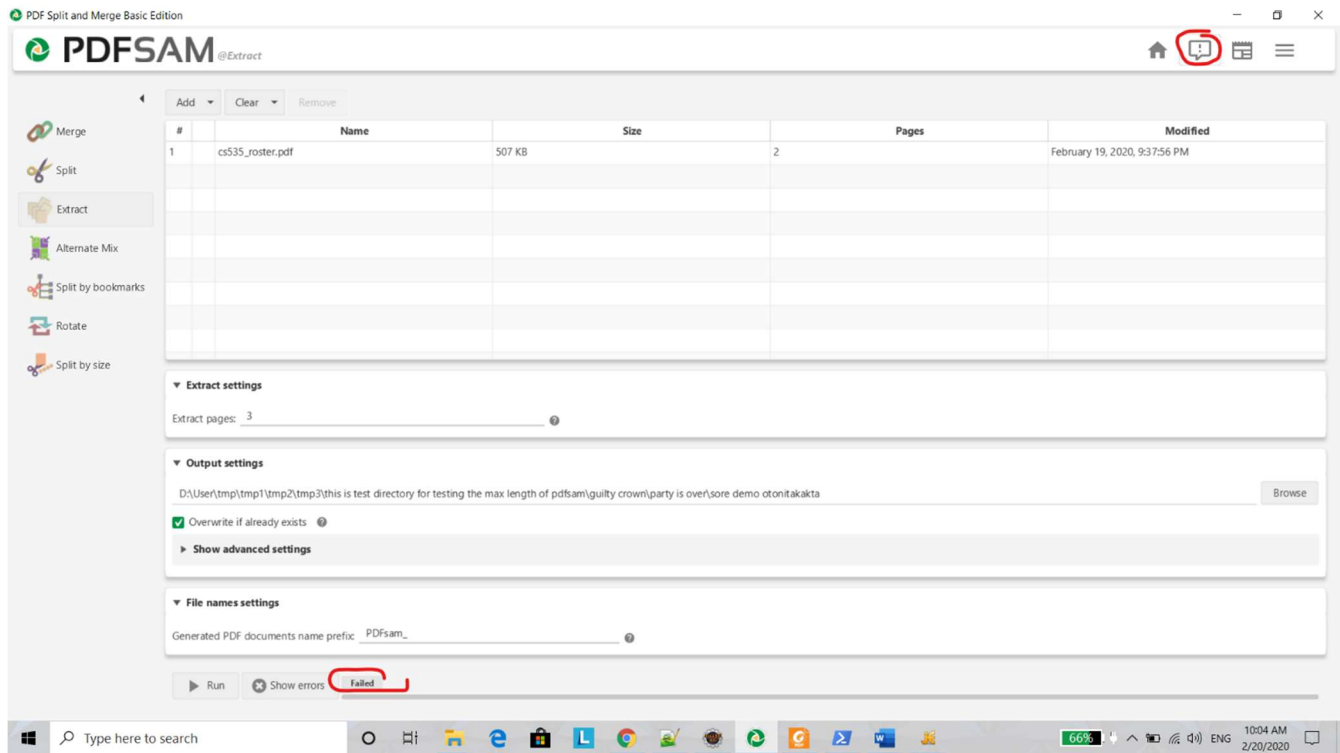 PDF Split and Merge Basic Edition
PDFSAM @Extract
Add Clear Remove
Merge
Split
Extract
Alternate Mix
Split by bookmarks
Rotate
Split by size
# Name Size Pages Modified
1 cs535_roster.pdf 507 KB 2 February 19, 2020, 9:37:56 PM
Extract settings
Extract pages: 3
Output settings
D:\User\tmp\tmp1\tmp2\tmp3\this is test directory for testing the max length of pdfsam\guilty crown\party is over\sore demo otonitakakta
Browse
Overwrite if already exists
Show advanced settings
File names settings
Generated PDF documents name prefix: PDFsam_
Run Show errors Failed
Type here to search
66% ENG
10:04 AM
2/20/2020